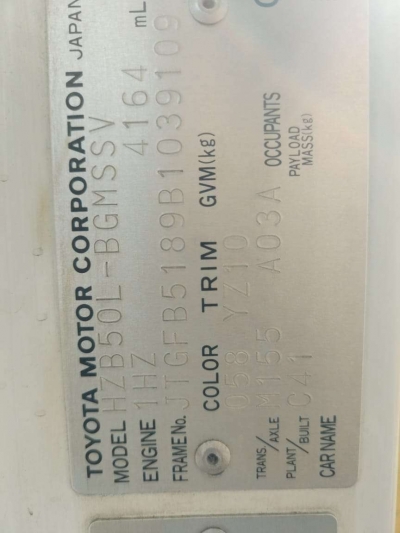 TOYOTA MOTOR CORPORATION JAPAN
MODEL HZB50L-BGMSSV
ENGINE 1HZ 4164 mL
FRAME No. JTGFB5189B1039109
COLOR TRIM GVM(kg)
058 YZ10
TRANS/AXLE M155 A03A OCCUPANTS
PLANT/BUILT C41 PAYLOAD MASS(kg)
CAR NAME